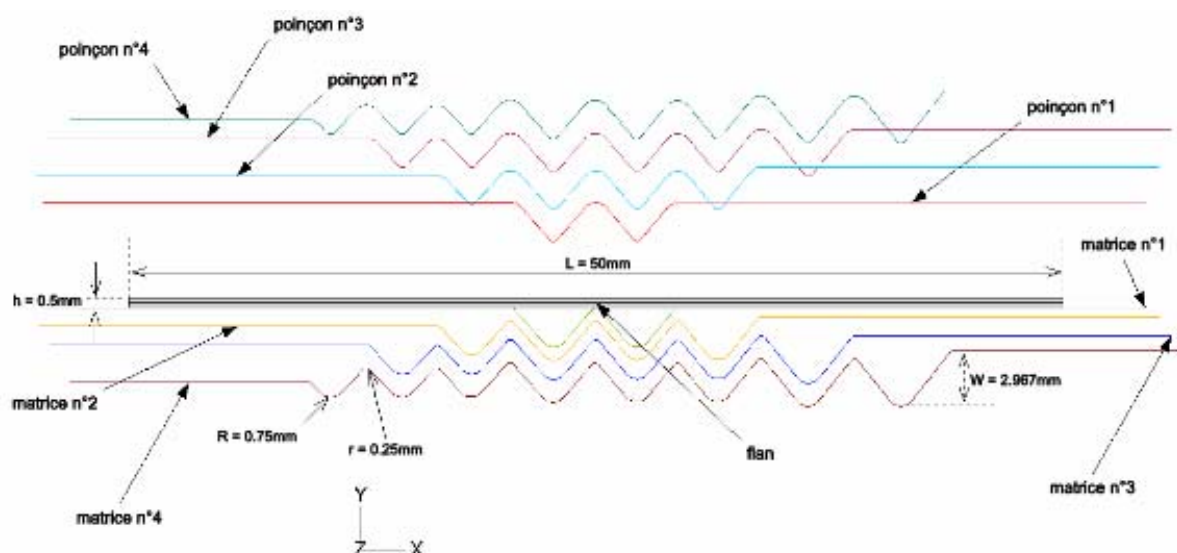 poinçon n°3
poinçon n°4
poinçon n°2
poinçon n°1
matrice n°1
L = 50mm
h = 0.5mm
W = 2.967mm
matrice n°2
R = 0.75mm
r = 0.25mm
flan
matrice n°3
matrice n°4
Y
Z
X